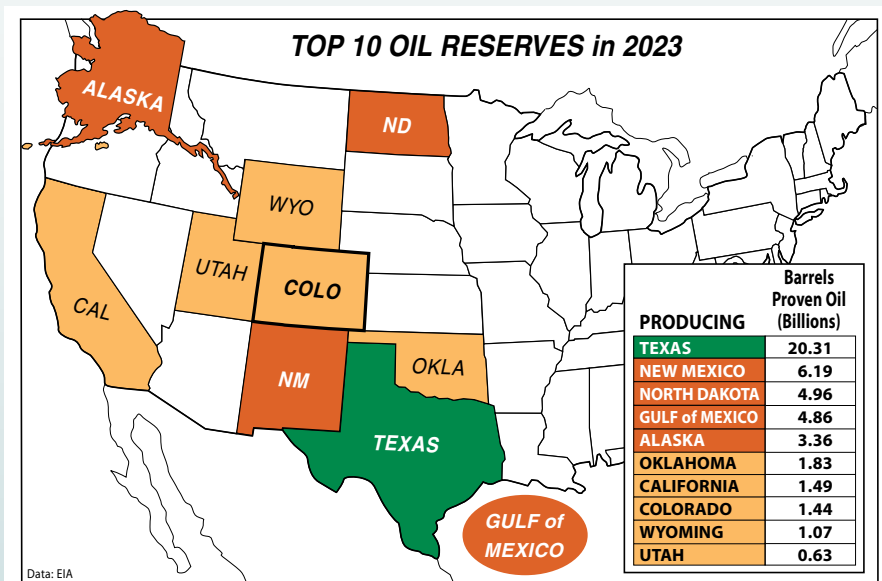 TOP 10 OIL RESERVES in 2023
ALASKA
ND
WYO
UTAH
COLO
CAL
NM
OKLA
TEXAS
GULF of
MEXICO
Barrels
Proven Oil
PRODUCING (Billions)
TEXAS 20.31
NEW MEXICO 6.19
NORTH DAKOTA 4.96
GULF of MEXICO 4.86
ALASKA 3.36
OKLAHOMA 1.83
CALIFORNIA 1.49
COLORADO 1.44
WYOMING 1.07
UTAH 0.63
Data: EIA